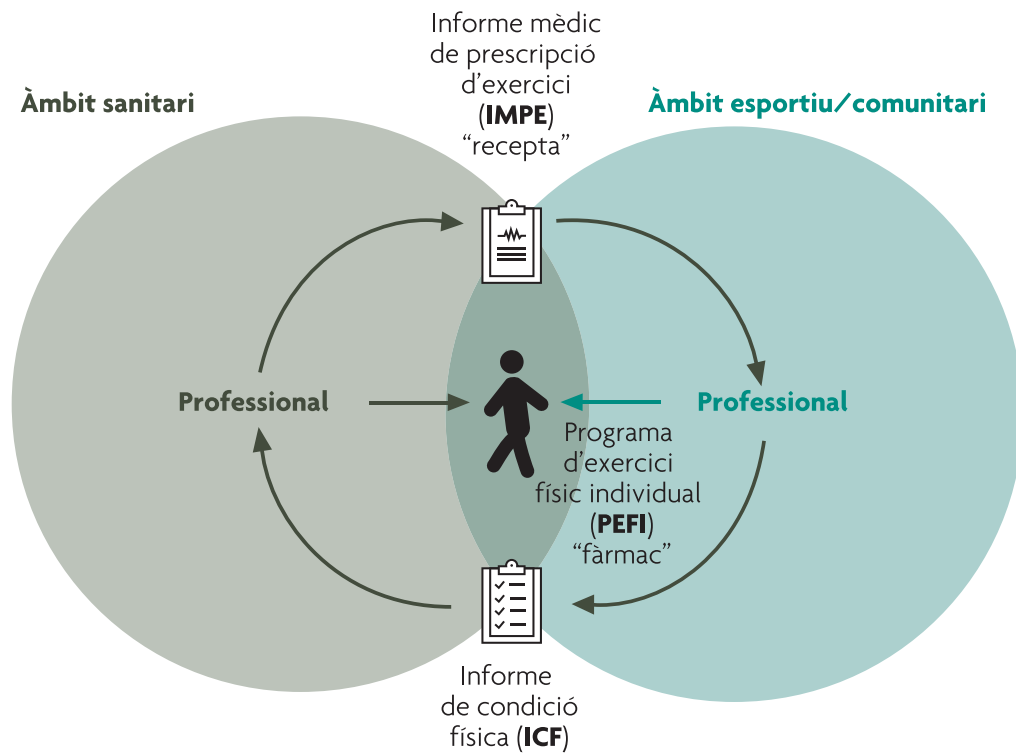 Informe mèdic
de prescripció
d’exercici
(IMPE)
“recepta”
Àmbit sanitari
Àmbit esportiu/comunitari
Professional
Professional
Programa
d’exercici
físic individual
(PEFI)
“fàrmac”
Informe
de condició
física (ICF)